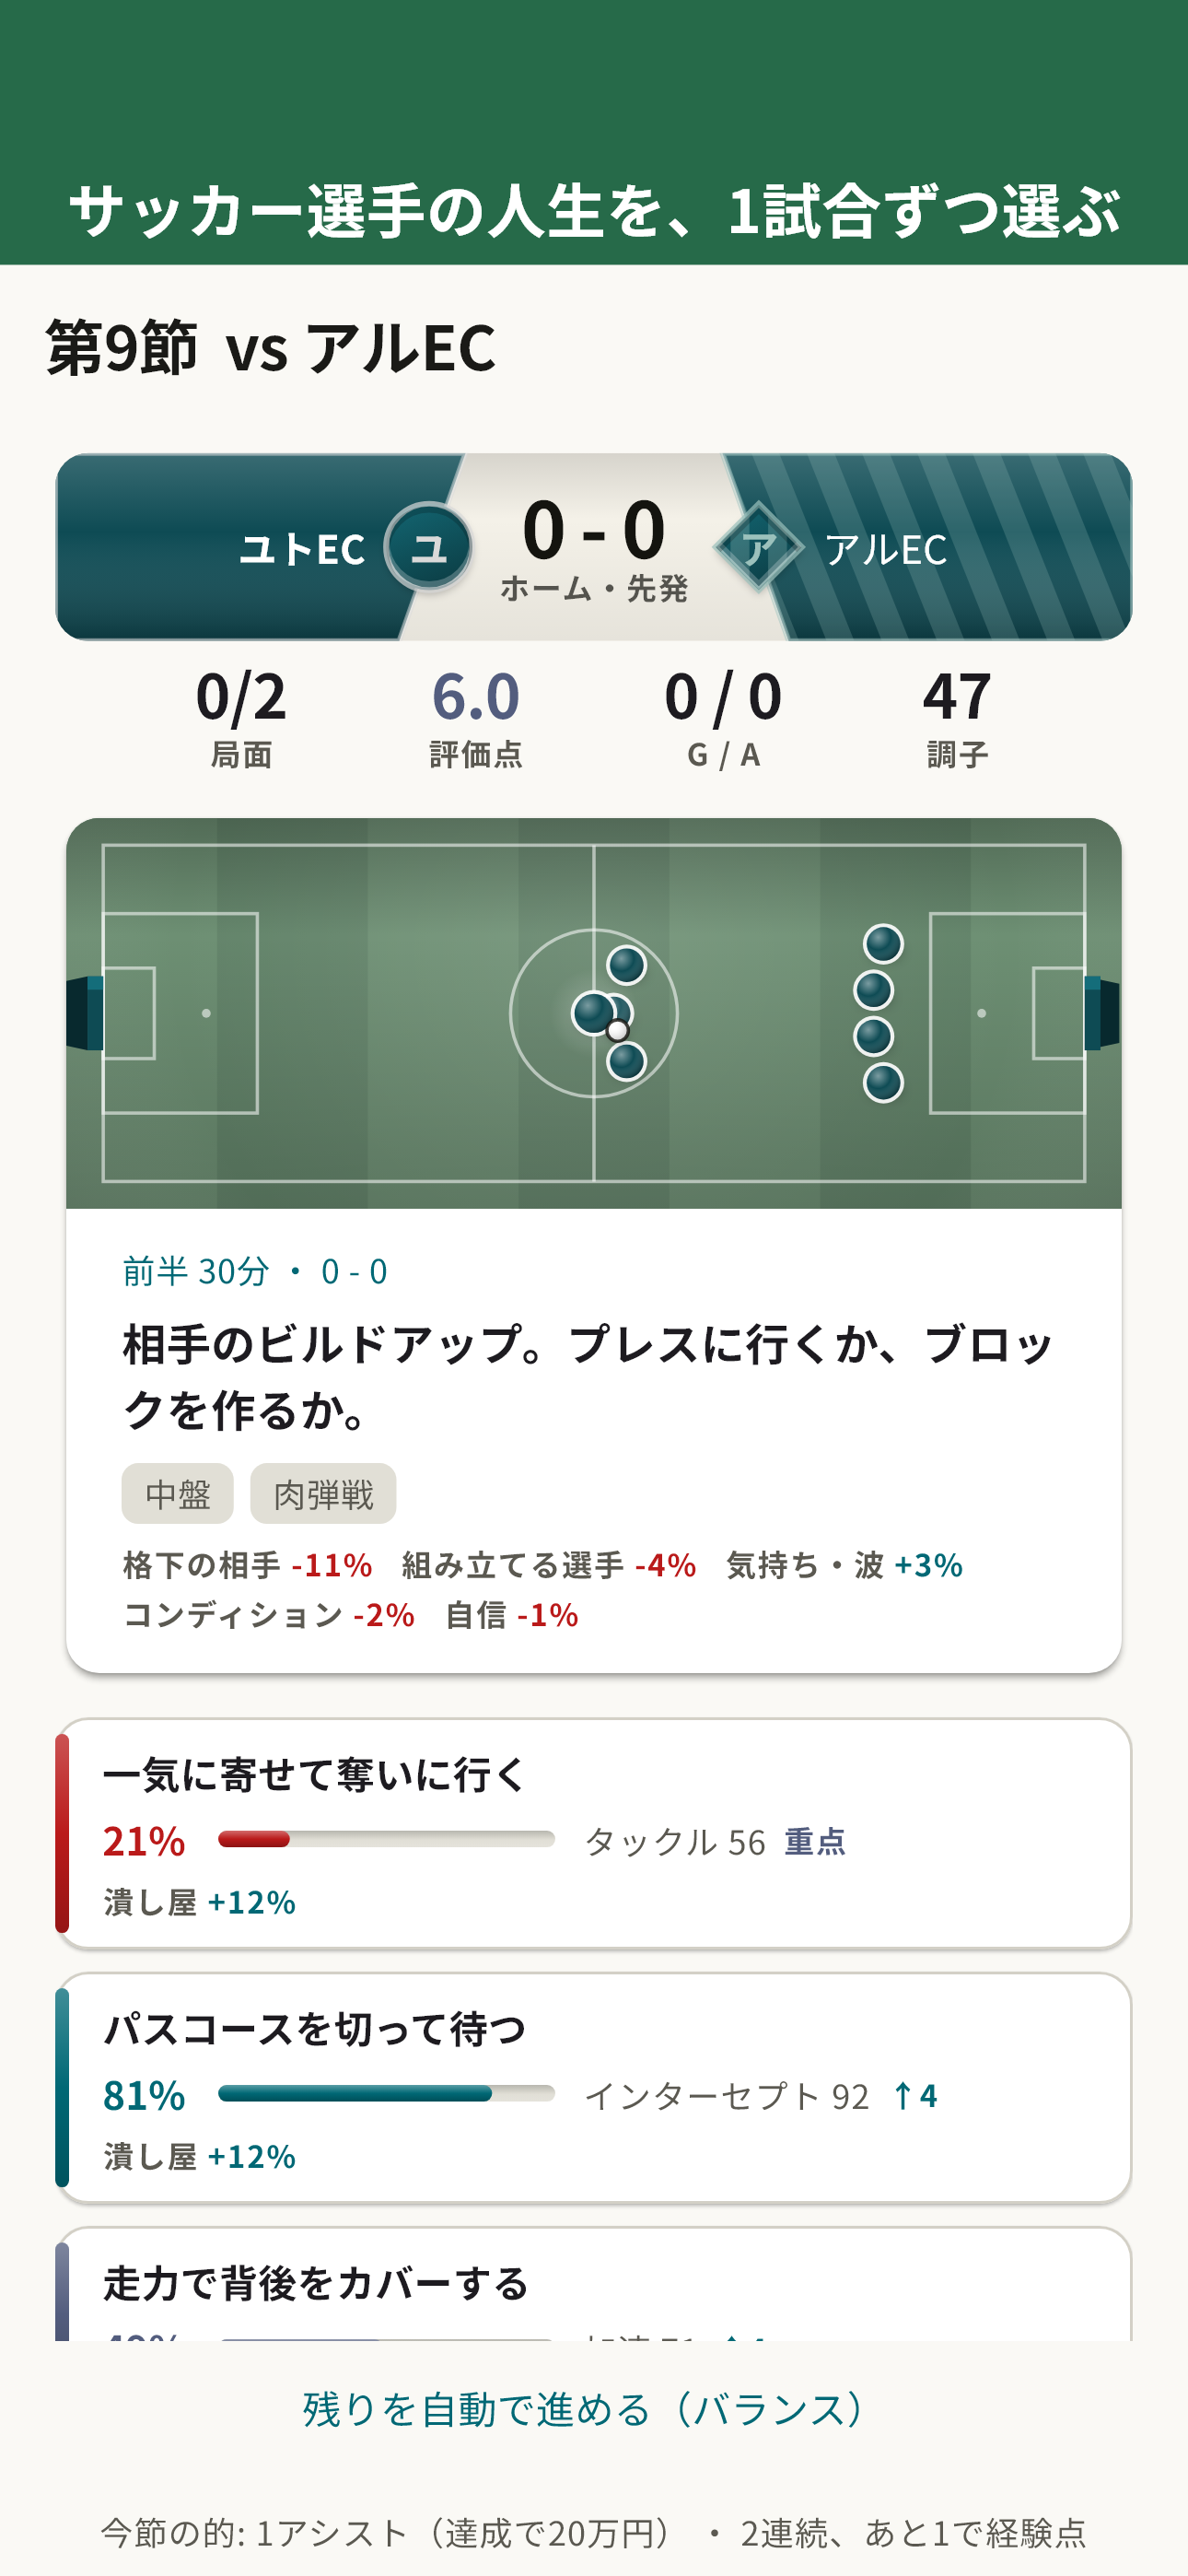 サッカー選手の人生を、1試合ずつ選ぶ
第9節 vs アルEC
ユトEC ユ 0 - 0 ア アルEC
ホーム・先発
0/2 6.0 0 / 0 47
局面 評価点 G / A 調子
前半 30分 ・ 0 - 0
相手のビルドアップ。プレスに行くか、ブロッ
クを作るか。
中盤 肉弾戦
格下の相手 -11% 組み立てる選手 -4% 気持ち・波 +3%
コンディション -2% 自信 -1%
一気に寄せて奪いに行く
21% タックル 56 重点
潰し屋 +12%
パスコースを切って待つ
81% インターセプト 92 ↑4
潰し屋 +12%
走力で背後をカバーする
残りを自動で進める（バランス）
今節の的: 1アシスト（達成で20万円） ・ 2連続、あと1で経験点